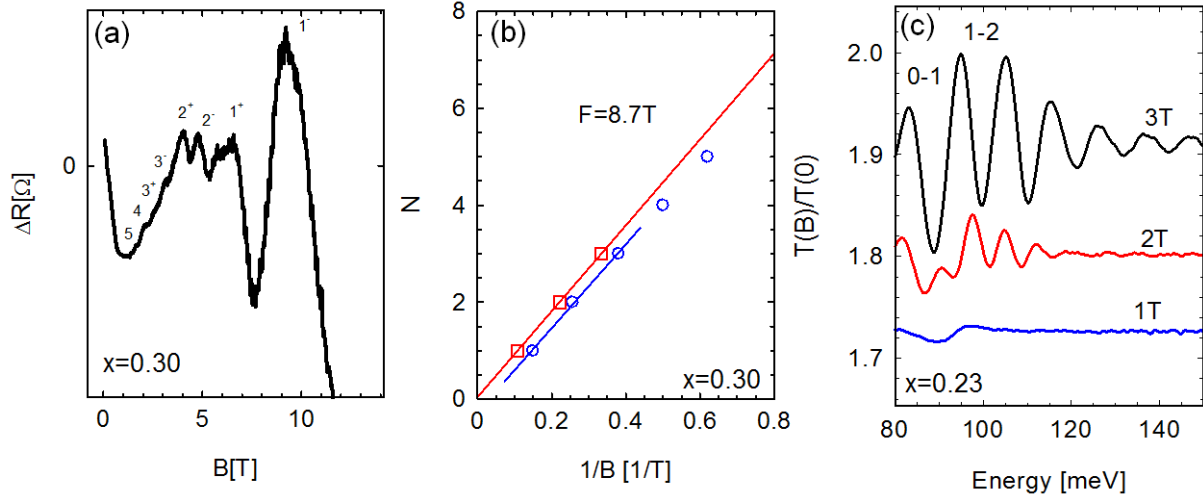 (a)
1⁻
2⁺
2⁻
1⁺
3⁻
3⁺
4
5
0
ΔR[Ω]
x=0.30
0
5
10
B[T]
(b)
8
6
4
2
0
N
F=8.7T
x=0.30
0
0.2
0.4
0.6
0.8
1/B [1/T]
(c)
2.0
1.9
1.8
1.7
T(B)/T(0)
1-2
0-1
3T
2T
1T
x=0.23
80
100
120
140
Energy [meV]